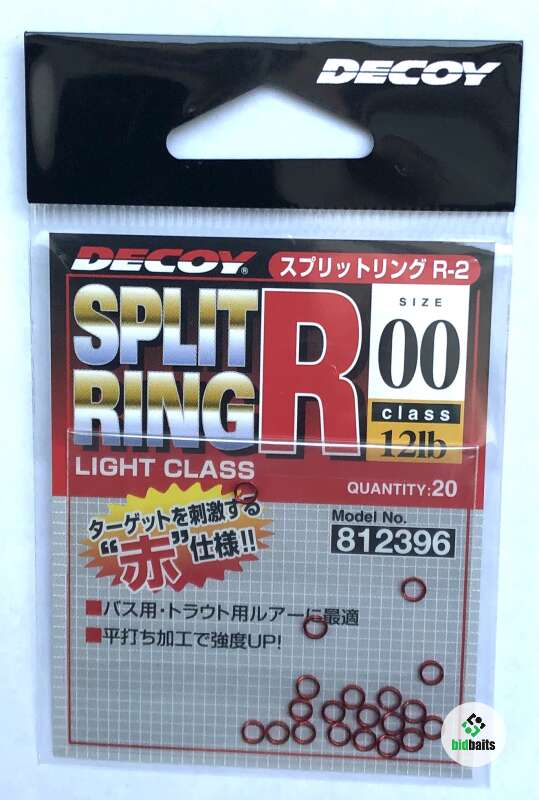 DECOY
DECOY®
スプリットリング R-2
SPLIT
RING
R
SIZE
00
class
12lb
LIGHT CLASS
QUANTITY:20
ターゲットを刺激する
“赤”仕様!!
Model No.
812396
■バス用・トラウト用ルアーに最適
■平打ち加工で強度UP!
bidbaits